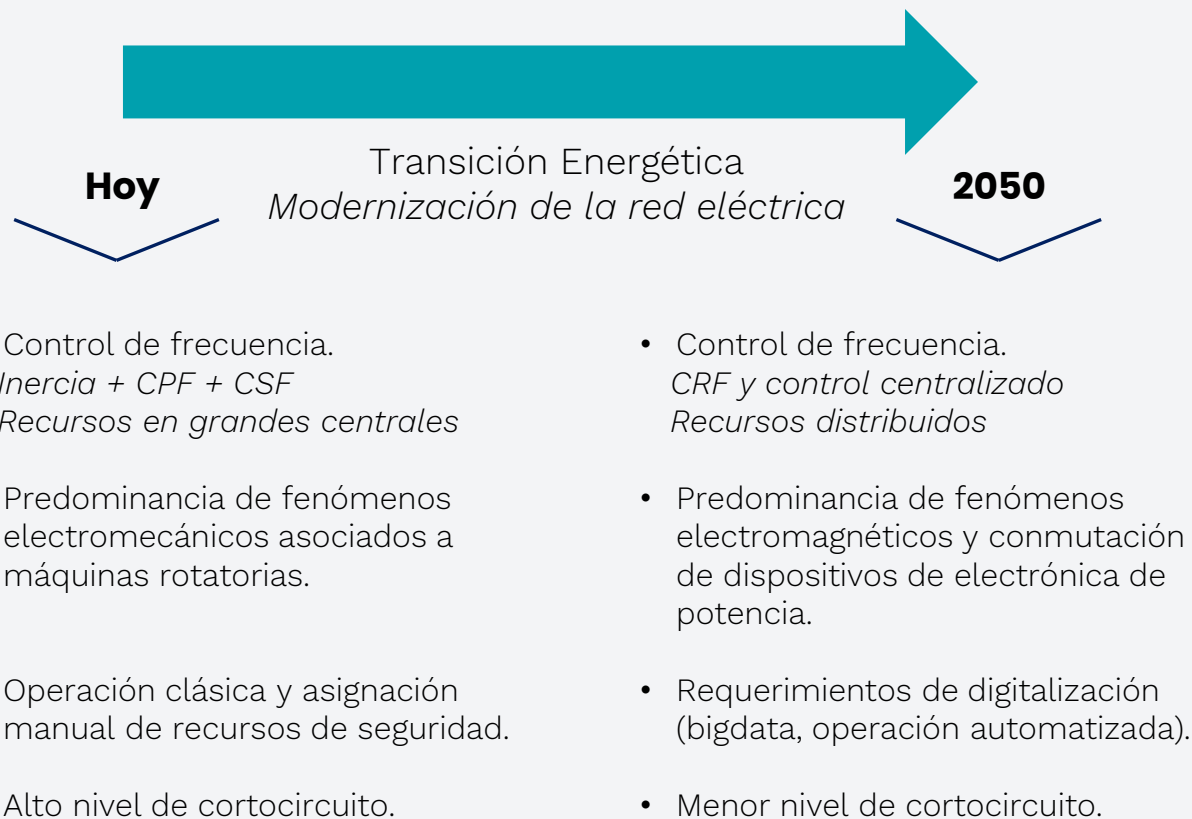 Transición Energética
Modernización de la red eléctrica
Hoy
2050
Control de frecuencia.
Inercia + CPF + CSF
Recursos en grandes centrales
Predominancia de fenómenos
electromecánicos asociados a
máquinas rotatorias.
Operación clásica y asignación
manual de recursos de seguridad.
Alto nivel de cortocircuito.
• Control de frecuencia.
CRF y control centralizado
Recursos distribuidos
• Predominancia de fenómenos
electromagnéticos y conmutación
de dispositivos de electrónica de
potencia.
• Requerimientos de digitalización
(bigdata, operación automatizada).
• Menor nivel de cortocircuito.